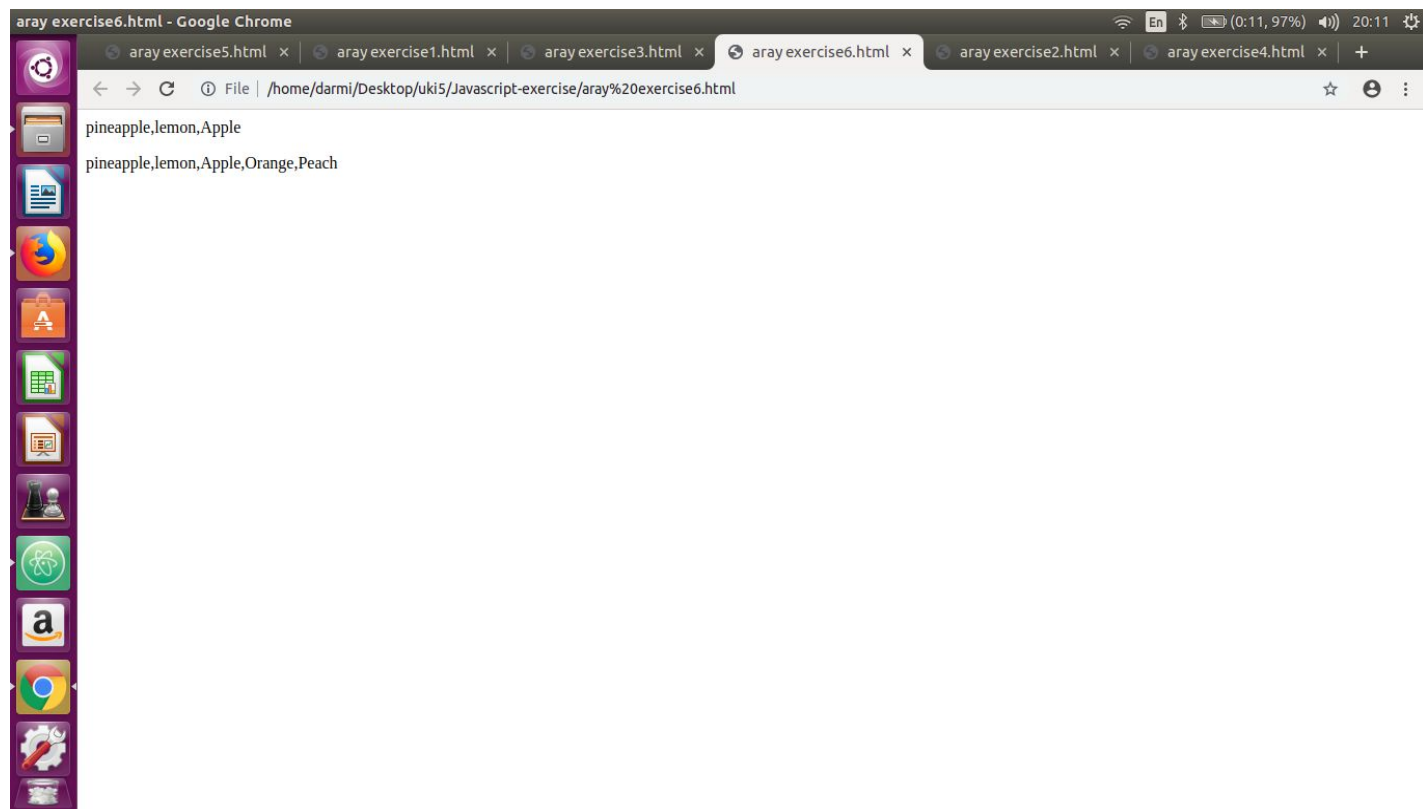 aray exercise6.html - Google Chrome
En (0:11, 97%) 20:11
aray exercise5.html × aray exercise1.html × aray exercise3.html × aray exercise6.html × aray exercise2.html × aray exercise4.html × +
File | /home/darmi/Desktop/uki5/Javascript-exercise/aray%20exercise6.html
pineapple,lemon,Apple
pineapple,lemon,Apple,Orange,Peach
A
a